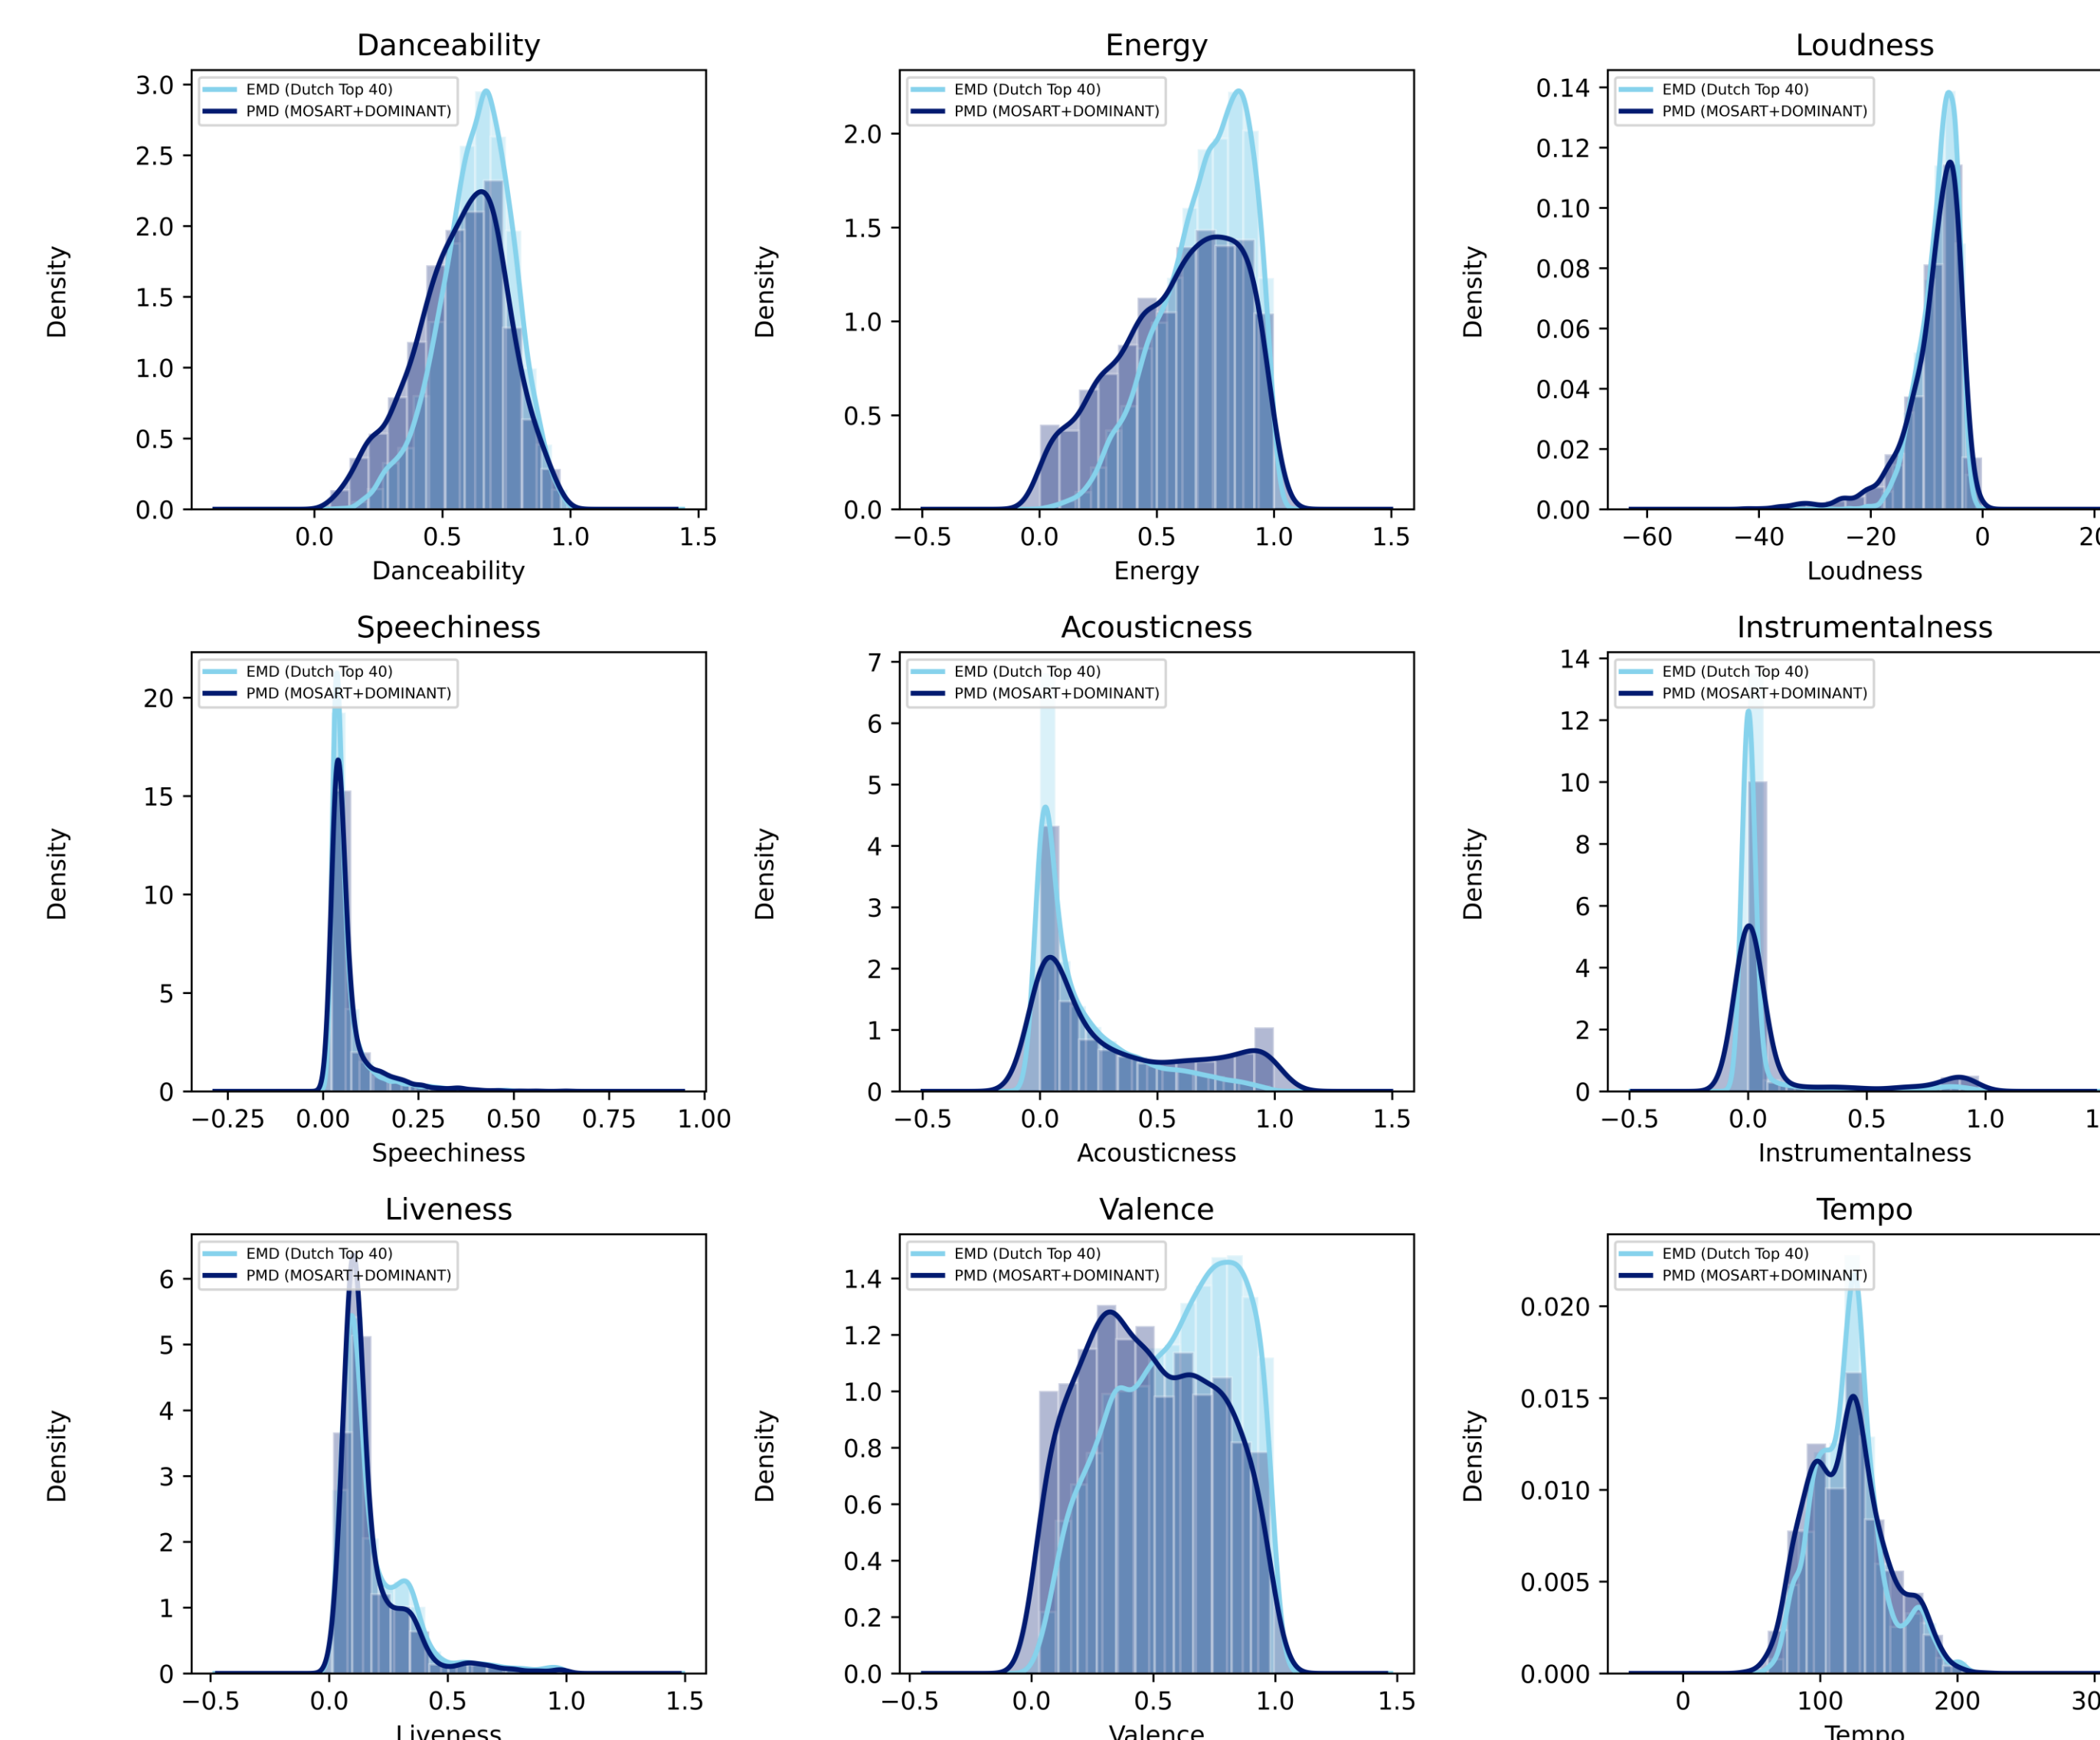 Danceability
EMD (Dutch Top 40)
PMD (MOSART+DOMINANT)
Density
3.0
2.5
2.0
1.5
1.0
0.5
0.0
0.0 0.5 1.0 1.5
Danceability
Energy
EMD (Dutch Top 40)
PMD (MOSART+DOMINANT)
Density
2.0
1.5
1.0
0.5
0.0
−0.5 0.0 0.5 1.0 1.5
Energy
Loudness
EMD (Dutch Top 40)
PMD (MOSART+DOMINANT)
Density
0.14
0.12
0.10
0.08
0.06
0.04
0.02
0.00
−60 −40 −20 0
Loudness
Speechiness
EMD (Dutch Top 40)
PMD (MOSART+DOMINANT)
Density
20
15
10
5
0
−0.25 0.00 0.25 0.50 0.75 1.00
Speechiness
Acousticness
EMD (Dutch Top 40)
PMD (MOSART+DOMINANT)
Density
7
6
5
4
3
2
1
0
−0.5 0.0 0.5 1.0 1.5
Acousticness
Instrumentalness
EMD (Dutch Top 40)
PMD (MOSART+DOMINANT)
Density
14
12
10
8
6
4
2
0
−0.5 0.0 0.5 1.0
Instrumentalness
Liveness
EMD (Dutch Top 40)
PMD (MOSART+DOMINANT)
Density
6
5
4
3
2
1
0
−0.5 0.0 0.5 1.0 1.5
Liveness
Valence
EMD (Dutch Top 40)
PMD (MOSART+DOMINANT)
Density
1.4
1.2
1.0
0.8
0.6
0.4
0.2
0.0
−0.5 0.0 0.5 1.0 1.5
Valence
Tempo
EMD (Dutch Top 40)
PMD (MOSART+DOMINANT)
Density
0.020
0.015
0.010
0.005
0.000
0 100 200
Tempo